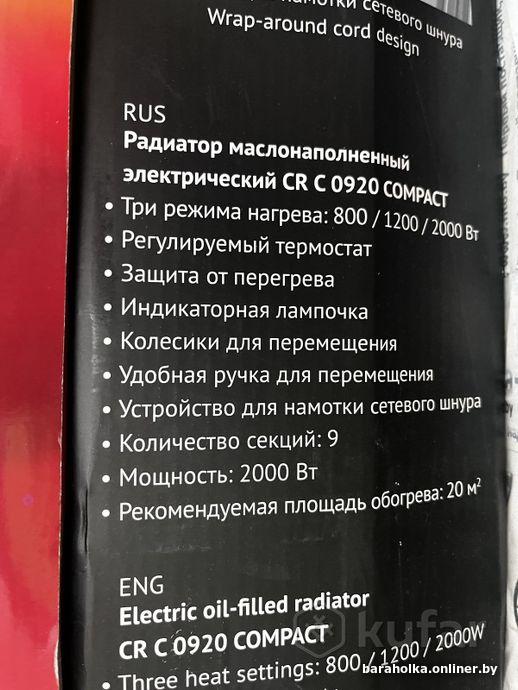 намотки сетевого шнура
Wrap-around cord design
RUS
Радиатор маслонаполненный
электрический CR C 0920 COMPACT
• Три режима нагрева: 800 / 1200 / 2000 Вт
• Регулируемый термостат
• Защита от перегрева
• Индикаторная лампочка
• Колесики для перемещения
• Удобная ручка для перемещения
• Устройство для намотки сетевого шнура
• Количество секций: 9
• Мощность: 2000 Вт
• Рекомендуемая площадь обогрева: 20 м²
ENG
Electric oil-filled radiator
CR C 0920 COMPACT
• Three heat settings: 800 / 1200 / 2000W
kufar
baraholka.onliner.by